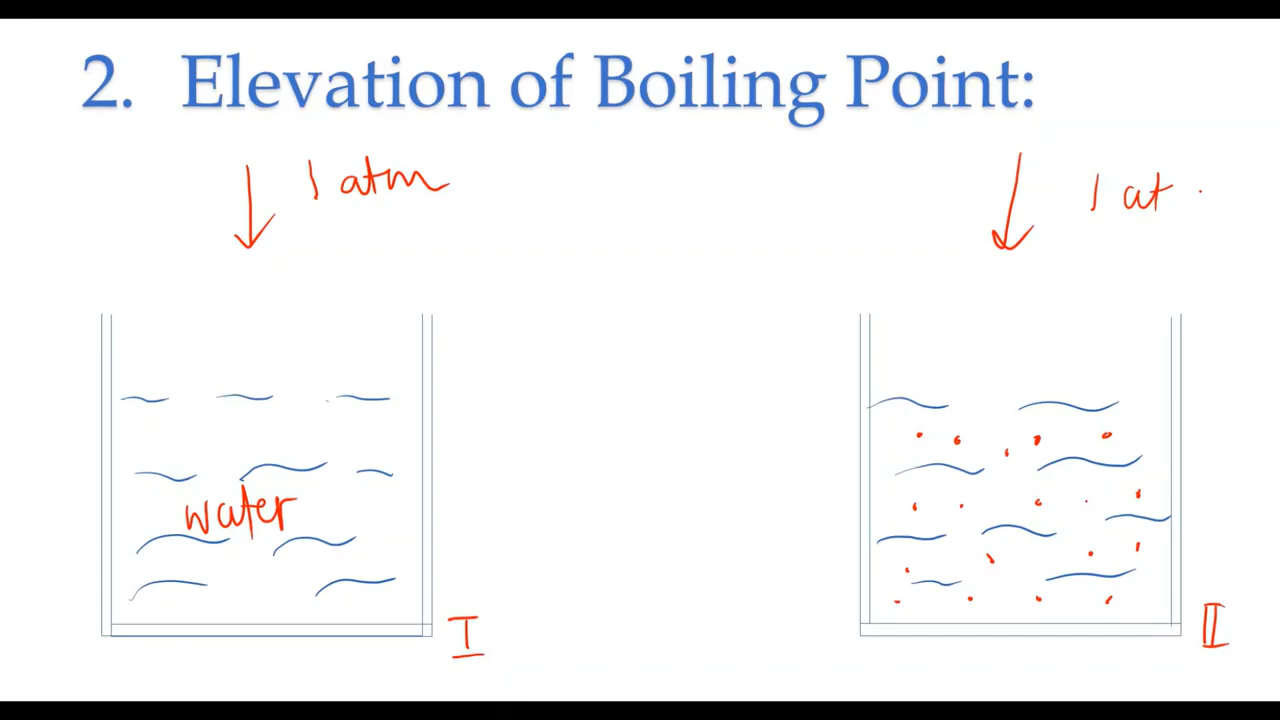 2. Elevation of Boiling Point:
1 atm
1 at
water
I
II